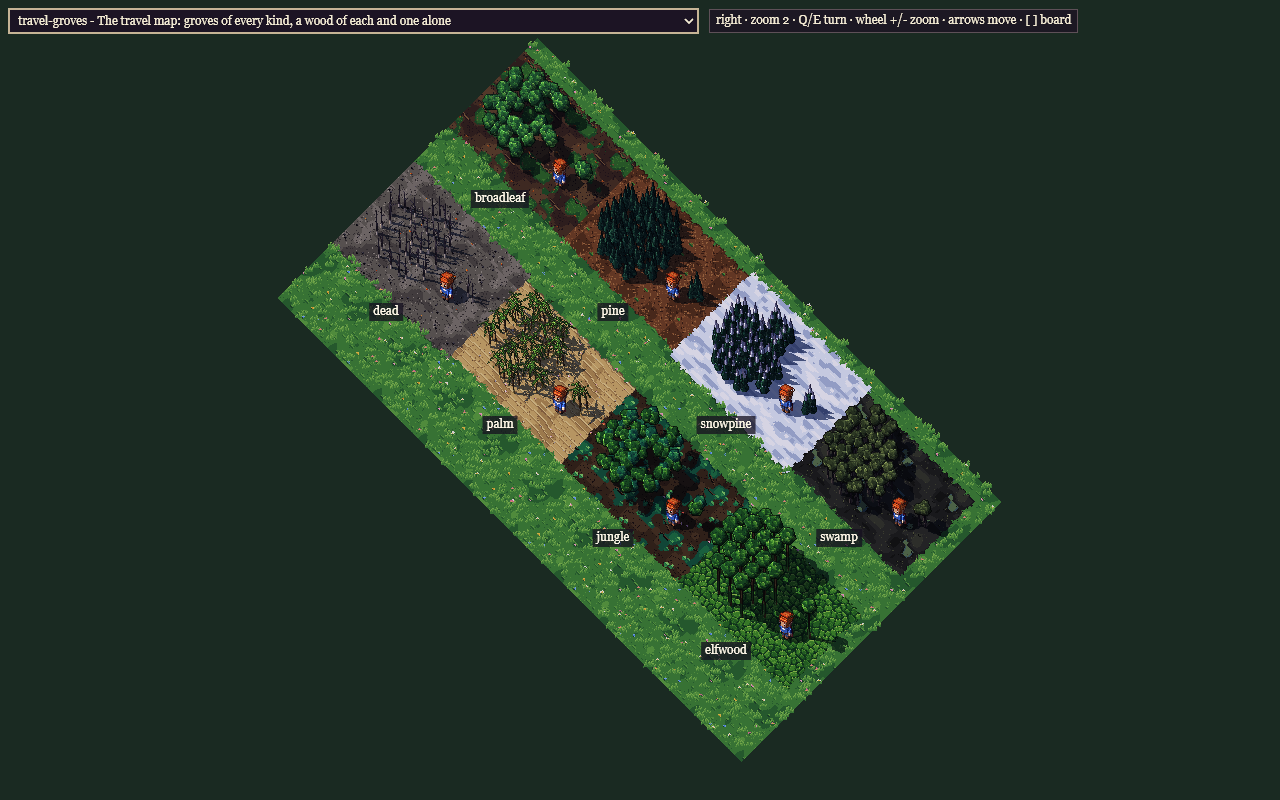 travel-groves - The travel map: groves of every kind, a wood of each and one alone
right · zoom 2 · Q/E turn · wheel +/- zoom · arrows move · [ ] board
broadleaf
dead
pine
palm
snowpine
jungle
swamp
elfwood